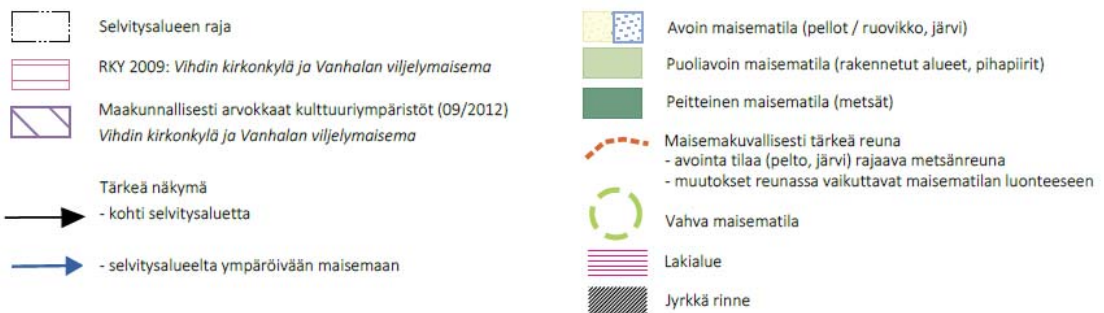 Selvitysalueen raja
RKY 2009: Vihdin kirkonkylä ja Vanhalan viljelymaisema
Maakunnallisesti arvokkaat kulttuuriympäristöt (09/2012)
Vihdin kirkonkylä ja Vanhalan viljelymaisema
Tärkeä näkymä
- kohti selvitysaluetta
- selvitysalueelta ympäröivään maisemaan
Avoin maisematila (pellot / ruovikko, järvi)
Puoliavoin maisematila (rakennetut alueet, pihapiirit)
Peitteinen maisematila (metsät)
Maisemakuvallisesti tärkeä reuna
- avointa tilaa (pelto, järvi) rajaava metsänreuna
- muutokset reunassa vaikuttavat maisematilan luonteeseen
Vahva maisematila
Lakialue
Jyrkkä rinne